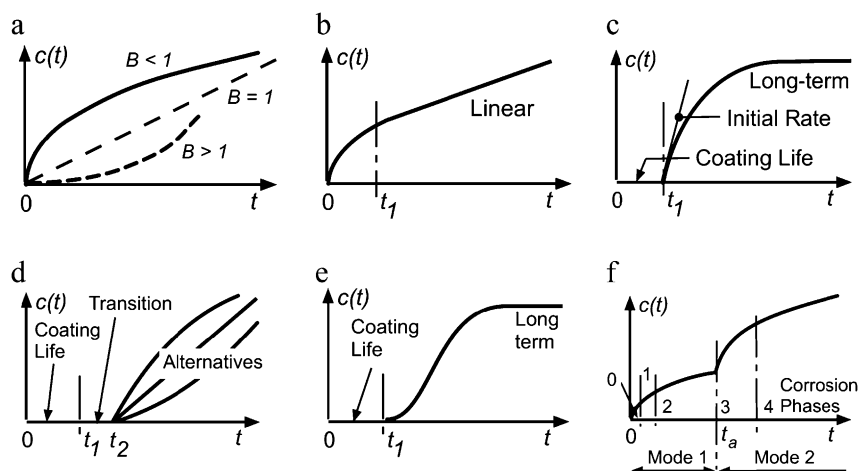 a
c(t)
B < 1
B = 1
B > 1
0
t
b
c(t)
Linear
0
t1
t
c
c(t)
Long-term
Initial Rate
Coating Life
0
t1
t
d
c(t)
Transition
Coating
Life
Alternatives
0
t1
t2
t
e
c(t)
Coating
Life
Long
term
0
t1
t
f
c(t)
0
1
Corrosion
2
3
4
Phases
0
ta
t
Mode 1
Mode 2